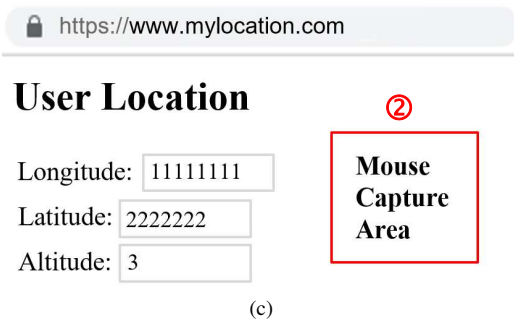 https://www.mylocation.com
User Location
②
Longitude: 11111111
Latitude: 2222222
Altitude: 3
Mouse
Capture
Area
(c)